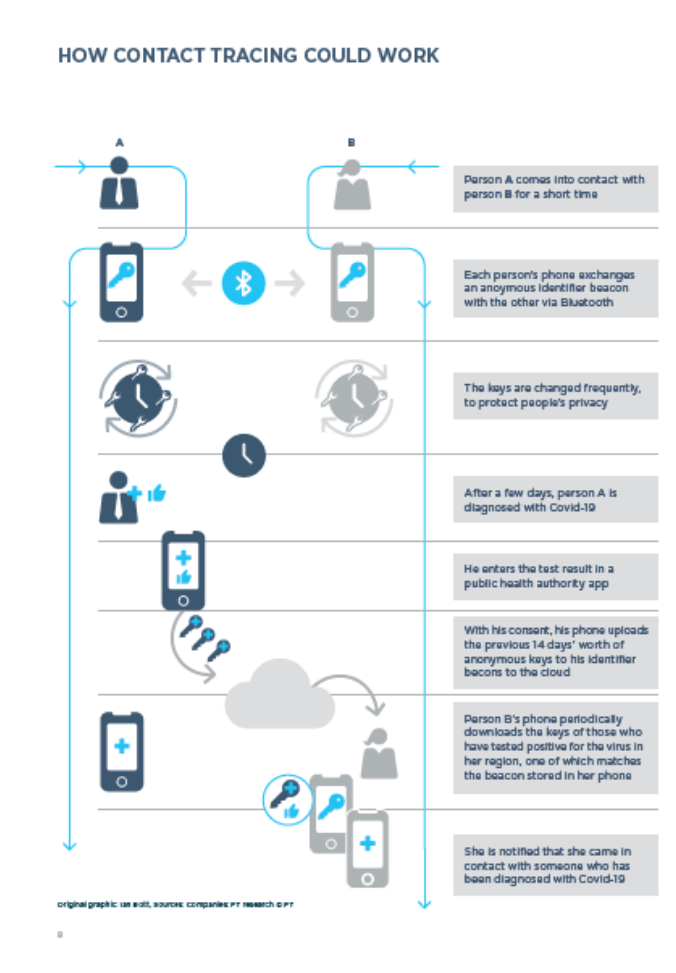 HOW CONTACT TRACING COULD WORK
A
B
Person A comes into contact with
person B for a short time
Each person's phone exchanges
an anoymous identifier beacon
with the other via Bluetooth
The keys are changed frequently,
to protect people's privacy
After a few days, person A is
diagnosed with Covid-19
He enters the test result in a
public health authority app
With his consent, his phone uploads
the previous 14 days' worth of
anonymous keys to his identifier
becons to the cloud
Person B's phone periodically
downloads the keys of those who
have tested positive for the virus in
her region, one of which matches
the beacon stored in her phone
She is notified that she came in
contact with someone who has
been diagnosed with Covid-19
Original graphic: Ian Bott, Sources: Companies: FT research © FT
8